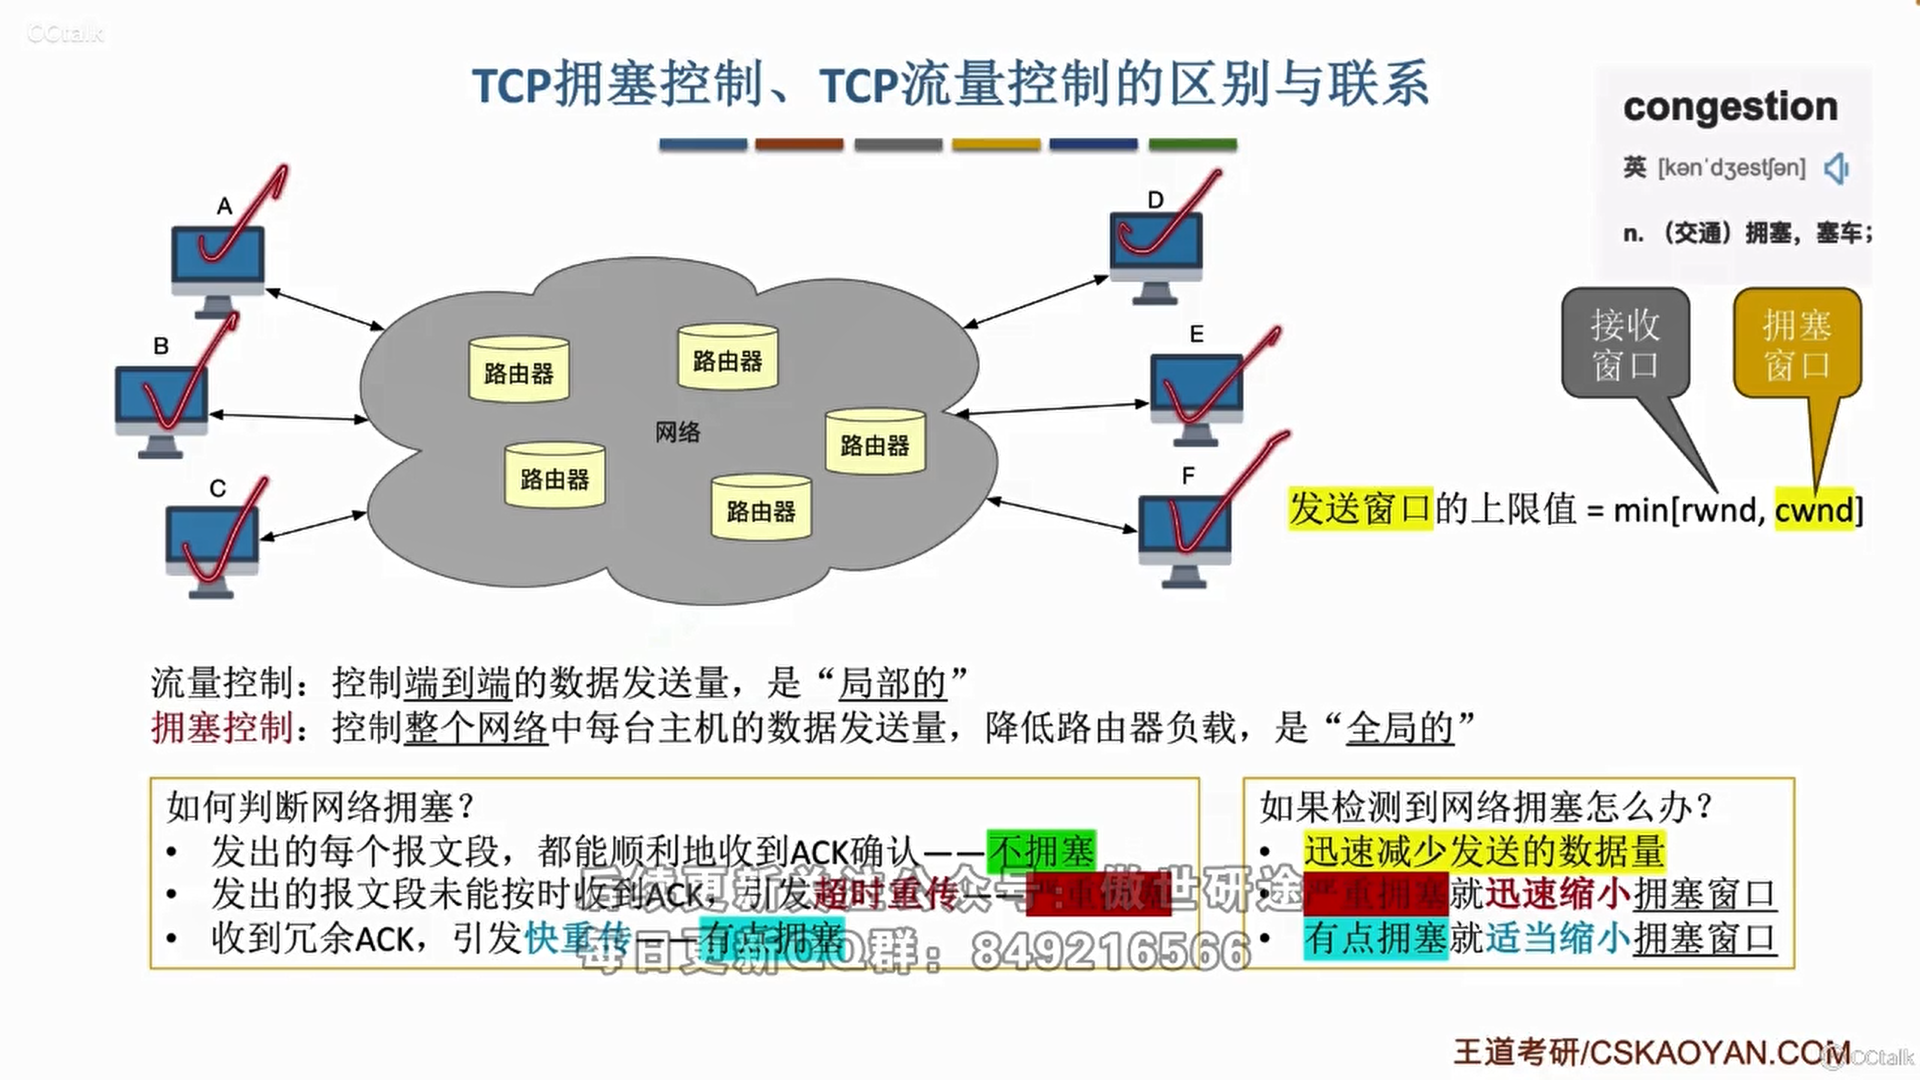 CCtalk
TCP拥塞控制、TCP流量控制的区别与联系
congestion
英 [kənˈdʒestʃən]
n. （交通）拥塞，塞车；
A
B
C
D
E
F
路由器
路由器
路由器
路由器
路由器
网络
接收
窗口
拥塞
窗口
发送窗口的上限值 = min[rwnd, cwnd]
流量控制：控制端到端的数据发送量，是“局部的”
拥塞控制：控制整个网络中每台主机的数据发送量，降低路由器负载，是“全局的”
如何判断网络拥塞？
• 发出的每个报文段，都能顺利地收到ACK确认——不拥塞
• 发出的报文段未能按时收到ACK，引发超时重传——严重拥塞
• 收到冗余ACK，引发快重传——有点拥塞
如果检测到网络拥塞怎么办？
• 迅速减少发送的数据量
• 严重拥塞就迅速缩小拥塞窗口
• 有点拥塞就适当缩小拥塞窗口
后续更新关注公众号：傲世研途
每日更新QQ群：849216566
王道考研/CSKAOYAN.COM
CCtalk